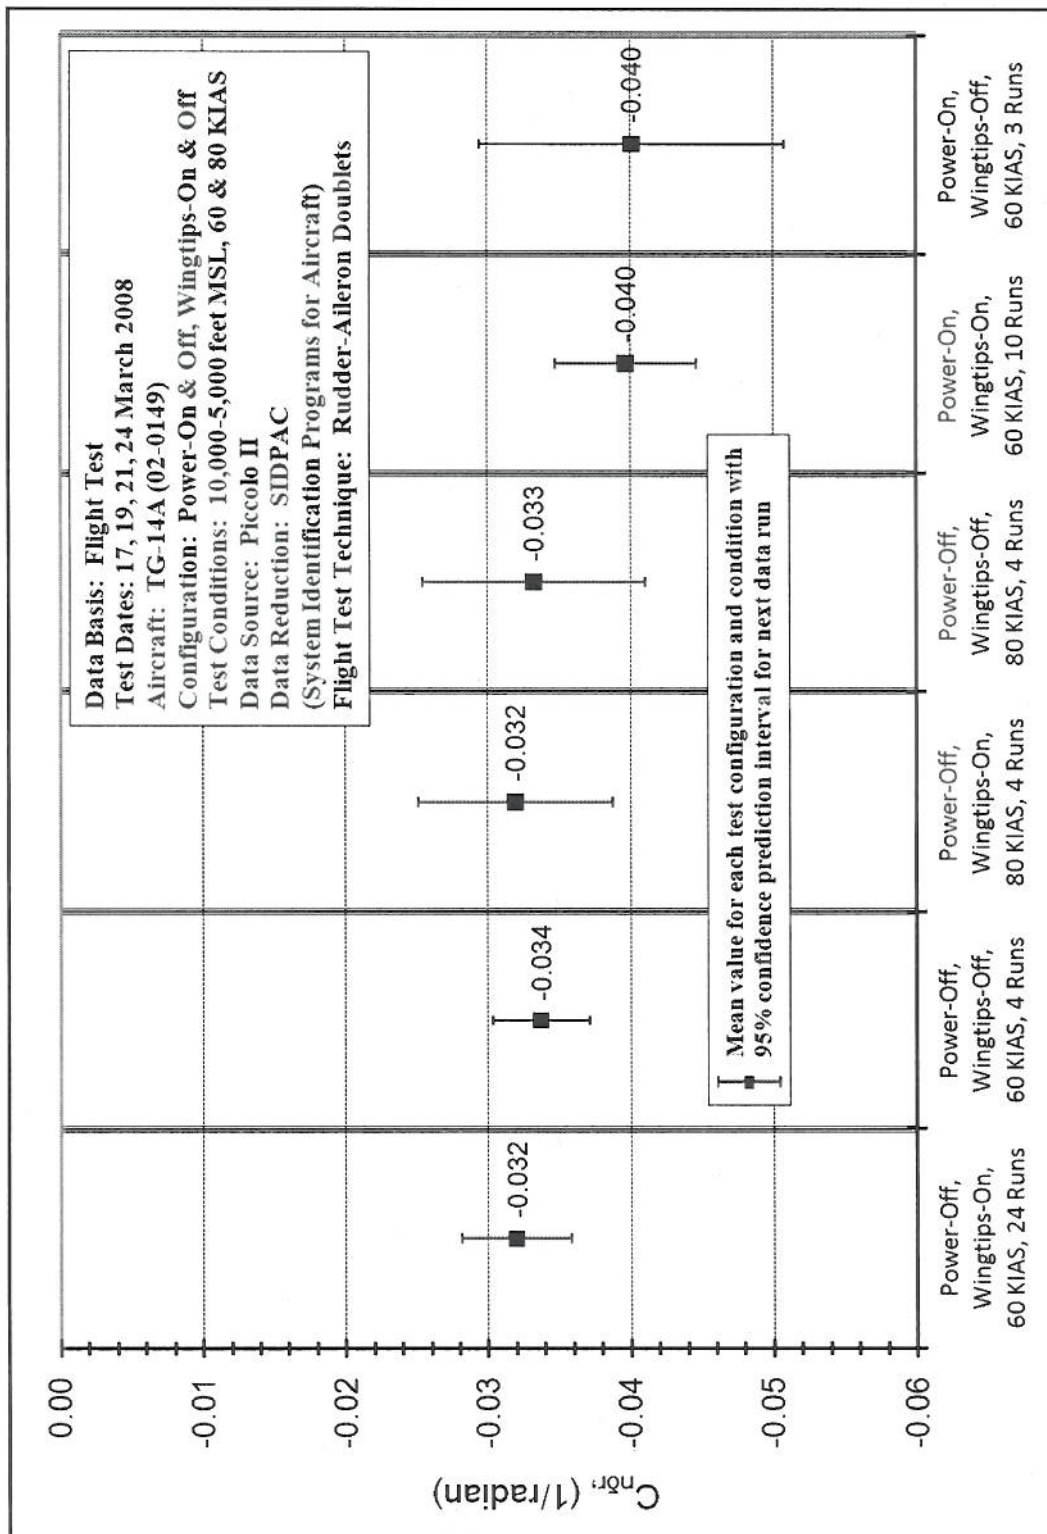 Data Basis: Flight Test
Test Dates: 17, 19, 21, 24 March 2008
Aircraft: TG-14A (02-0149)
Configuration: Power-On & Off, Wingtips-On & Off
Test Conditions: 10,000-5,000 feet MSL, 60 & 80 KIAS
Data Source: Piccolo II
Data Reduction: SIDPAC
(System Identification Programs for Aircraft)
Flight Test Technique: Rudder-Aileron Doublets
Cnδr, (1/radian)
0.00
-0.01
-0.02
-0.03
-0.04
-0.05
-0.06
-0.032
-0.034
-0.032
-0.033
-0.040
-0.040
Mean value for each test configuration and condition with
95% confidence prediction interval for next data run
Power-Off,
Wingtips-On,
60 KIAS, 24 Runs
Power-Off,
Wingtips-Off,
60 KIAS, 4 Runs
Power-Off,
Wingtips-On,
80 KIAS, 4 Runs
Power-Off,
Wingtips-Off,
80 KIAS, 4 Runs
Power-On,
Wingtips-On,
60 KIAS, 10 Runs
Power-On,
Wingtips-Off,
60 KIAS, 3 Runs